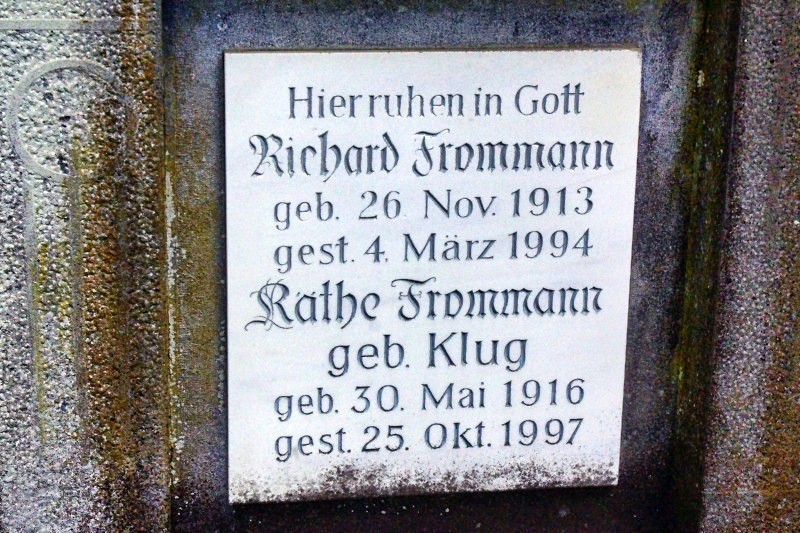 Hier ruhen in Gott
Richard Frommann
geb. 26. Nov. 1913
gest. 4. März 1994
Käthe Frommann
geb. Klug
geb. 30. Mai 1916
gest. 25. Okt. 1997